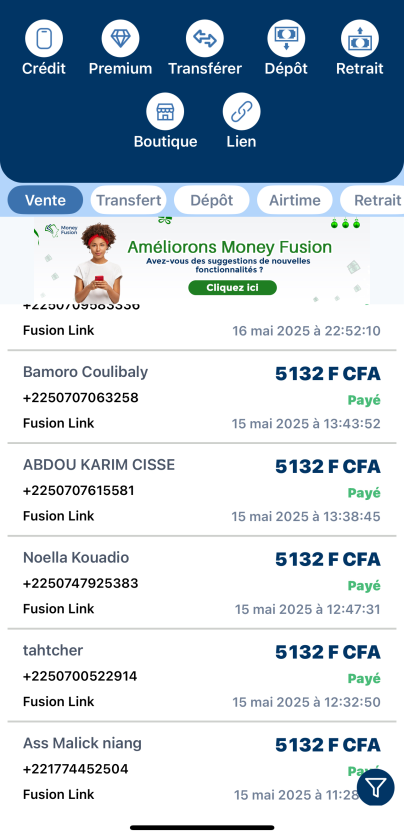 Crédit
Premium
Transférer
Dépôt
Retrait
Boutique
Lien
Vente
Transfert
Dépôt
Airtime
Retrait
Money Fusion
Améliorons Money Fusion
Avez-vous des suggestions de nouvelles
fonctionnalités ?
Cliquez ici
+2250709583336
Fusion Link
16 mai 2025 à 22:52:10
Bamoro Coulibaly
5132 F CFA
+2250707063258
Payé
Fusion Link
15 mai 2025 à 13:43:52
ABDOU KARIM CISSE
5132 F CFA
+2250707615581
Payé
Fusion Link
15 mai 2025 à 13:38:45
Noella Kouadio
5132 F CFA
+2250747925383
Payé
Fusion Link
15 mai 2025 à 12:47:31
tahtcher
5132 F CFA
+2250700522914
Payé
Fusion Link
15 mai 2025 à 12:32:50
Ass Malick niang
5132 F CFA
+221774452504
Fusion Link
15 mai 2025 à 11:28